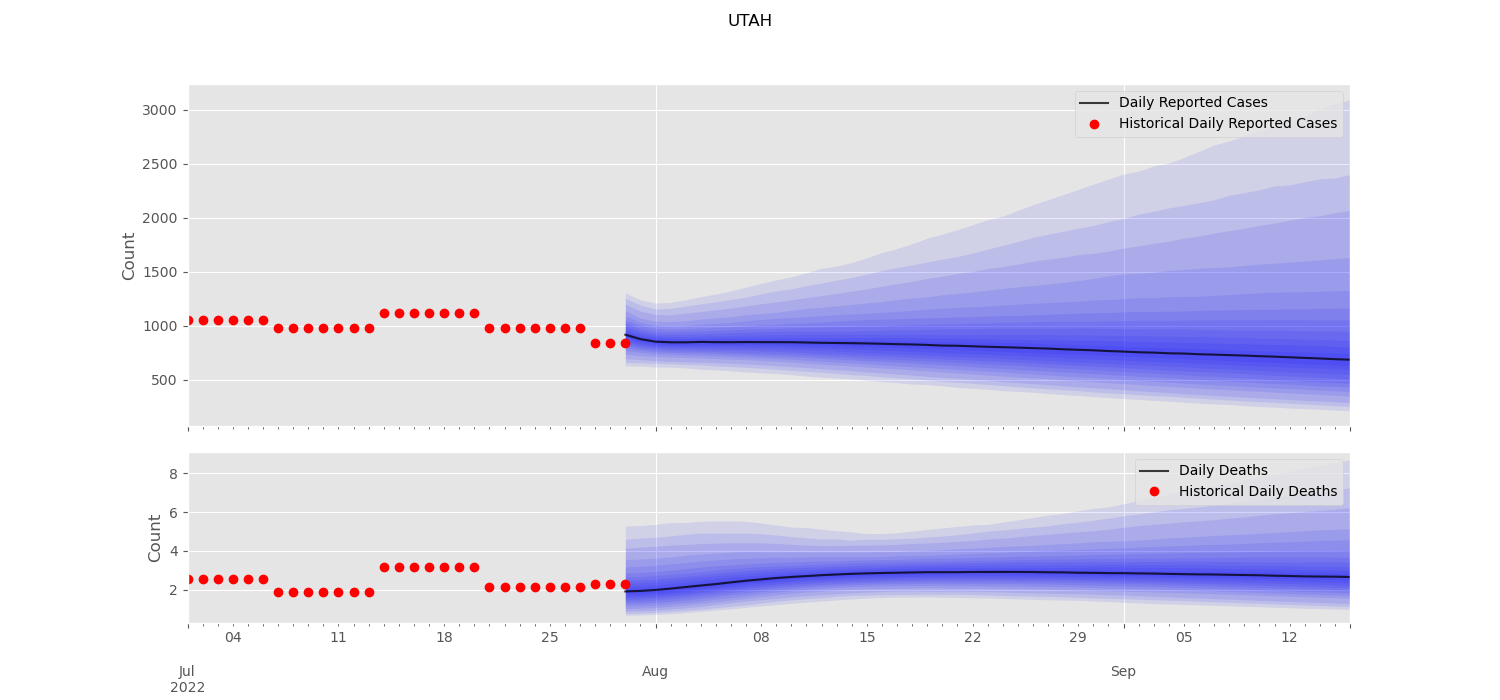 UTAH
3000
2500
2000
1500
1000
500
Count
Daily Reported Cases
Historical Daily Reported Cases
8
6
4
2
Count
Daily Deaths
Historical Daily Deaths
04 11 18 25 08 15 22 29 05 12
Jul Aug Sep
2022